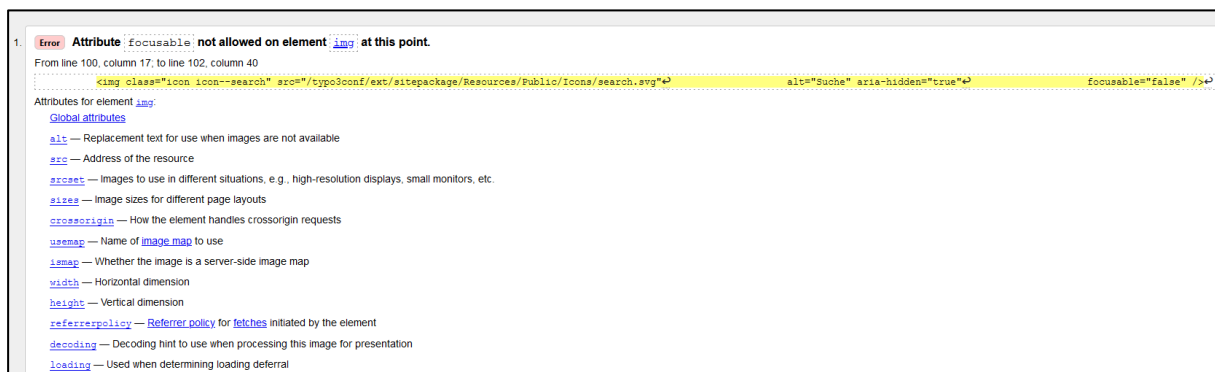 1. Error Attribute focusable not allowed on element img at this point.
From line 100, column 17; to line 102, column 40
<img class="icon icon--search" src="/typo3conf/ext/sitepackage/Resources/Public/Icons/search.svg"↩ alt="Suche" aria-hidden="true"↩ focusable="false" />↩
Attributes for element img:
Global attributes
alt — Replacement text for use when images are not available
src — Address of the resource
srcset — Images to use in different situations, e.g., high-resolution displays, small monitors, etc.
sizes — Image sizes for different page layouts
crossorigin — How the element handles crossorigin requests
usemap — Name of image map to use
ismap — Whether the image is a server-side image map
width — Horizontal dimension
height — Vertical dimension
referrerpolicy — Referrer policy for fetches initiated by the element
decoding — Decoding hint to use when processing this image for presentation
loading — Used when determining loading deferral